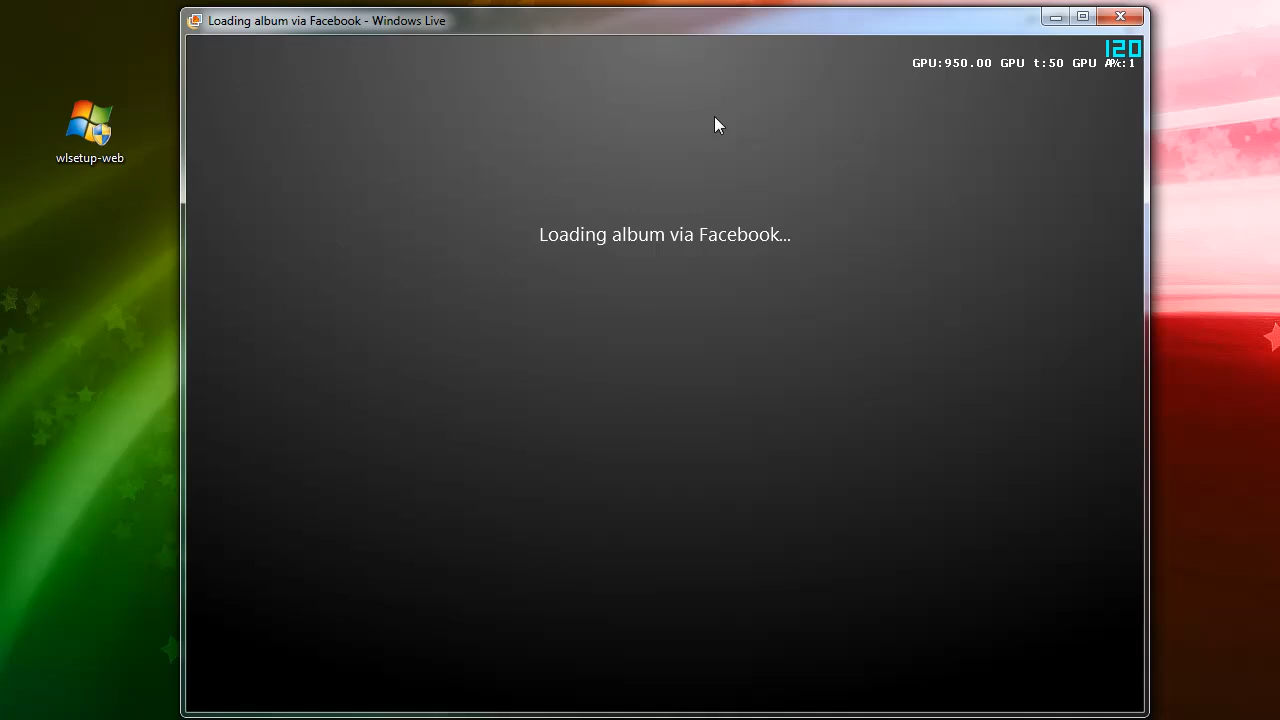 Loading album via Facebook - Windows Live
120
GPU:950.00 GPU t:50 GPU
wlsetup-web
Loading album via Facebook...